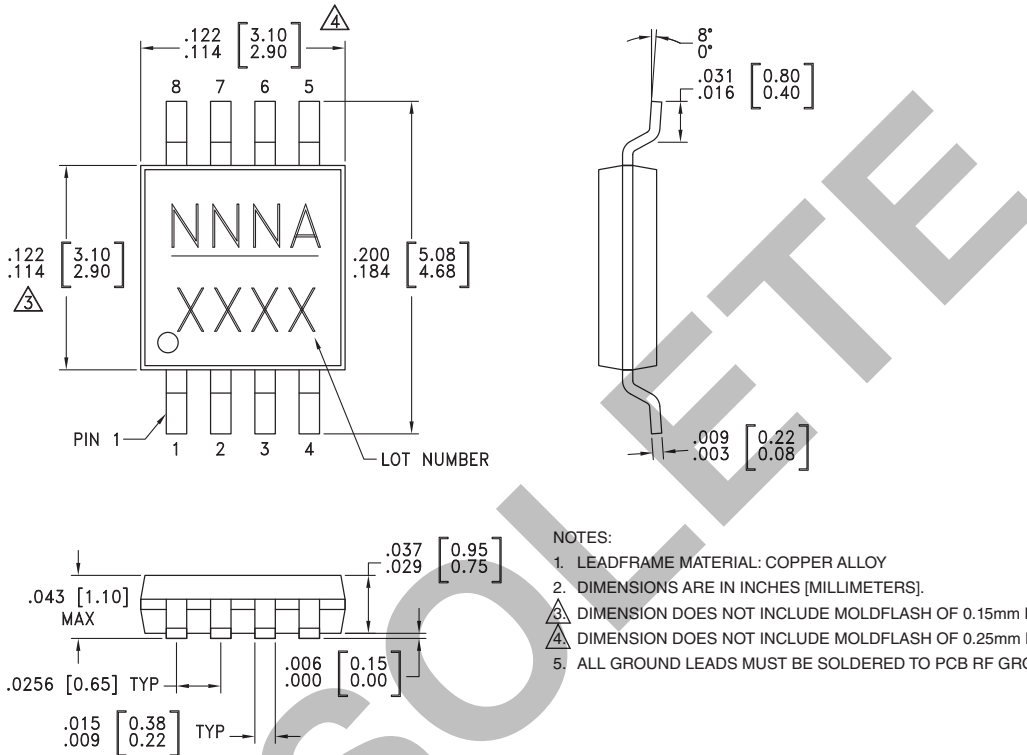 .122 [3.10]
.114 [2.90]
4
8 7 6 5
NNNA
XXXX
.122 [3.10]
.114 [2.90]
3
.200 [5.08]
.184 [4.68]
PIN 1
1 2 3 4
LOT NUMBER
8°
0°
.031 [0.80]
.016 [0.40]
.009 [0.22]
.003 [0.08]
.037 [0.95]
.029 [0.75]
.043 [1.10]
MAX
.006 [0.15]
.000 [0.00]
.0256 [0.65] TYP
.015 [0.38]
.009 [0.22]
TYP
NOTES:
1. LEADFRAME MATERIAL: COPPER ALLOY
2. DIMENSIONS ARE IN INCHES [MILLIMETERS].
3. DIMENSION DOES NOT INCLUDE MOLDFLASH OF 0.15mm
4. DIMENSION DOES NOT INCLUDE MOLDFLASH OF 0.25mm
5. ALL GROUND LEADS MUST BE SOLDERED TO PCB RF
SOLETE